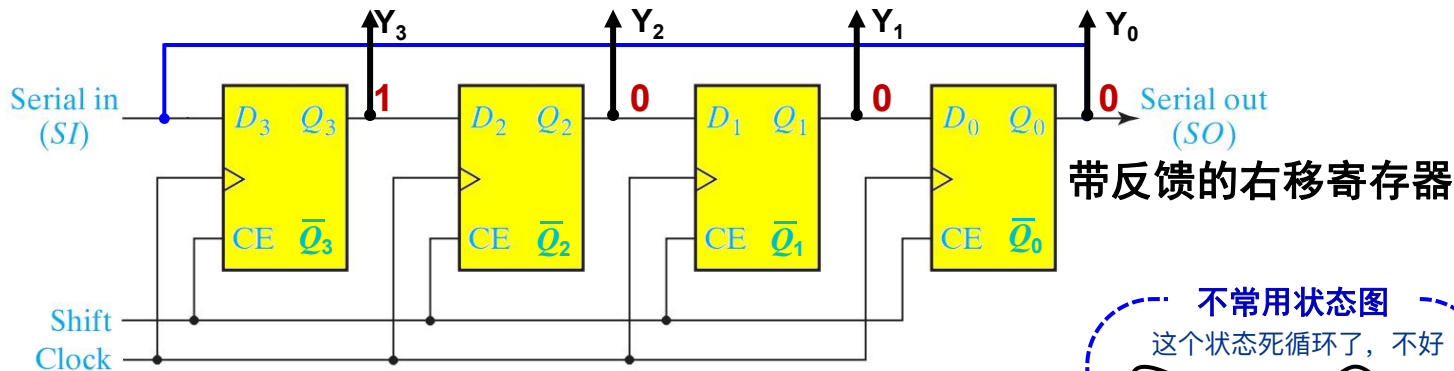 Y₃ Y₂ Y₁ Y₀
Serial in
(SI)
D₃ Q₃ 1 D₂ Q₂ 0 D₁ Q₁ 0 D₀ Q₀ 0
Serial out
(SO)
带反馈的右移寄存器
CE Q̅₃ CE Q̅₂ CE Q̅₁ CE Q̅₀
Shift
Clock
不常用状态图
这个状态死循环了，不好